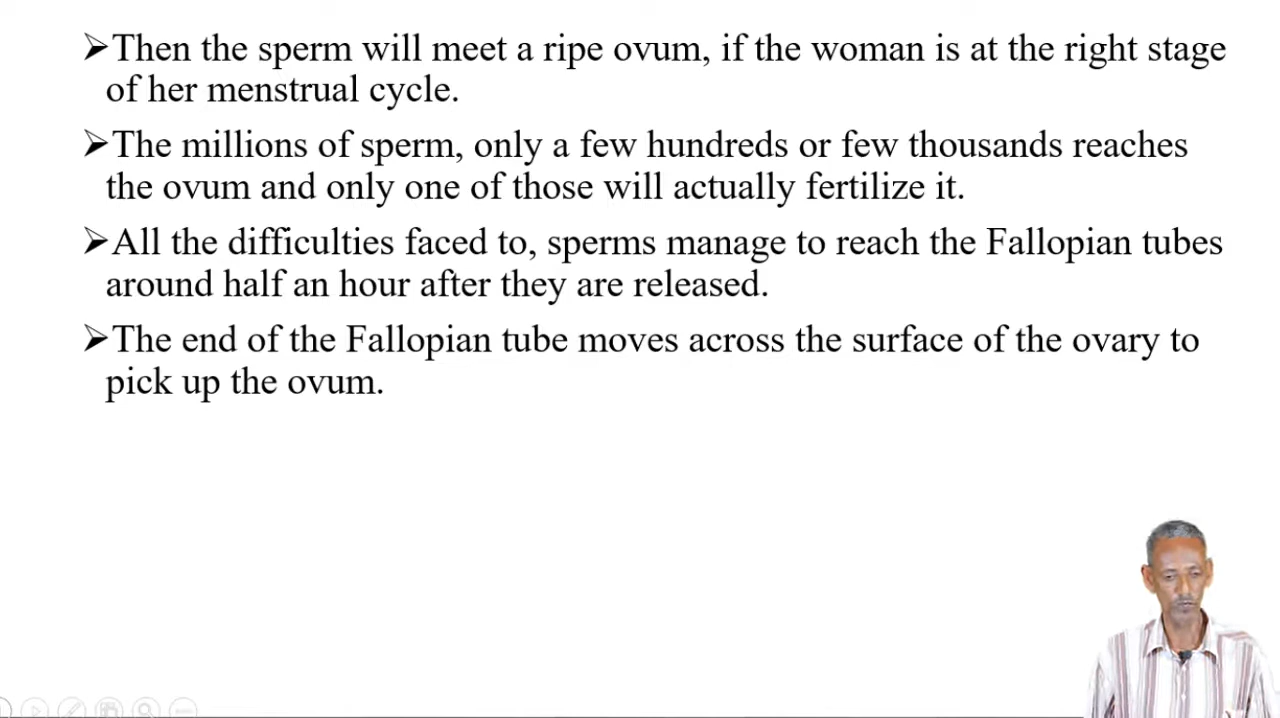 ➢Then the sperm will meet a ripe ovum, if the woman is at the right stage
of her menstrual cycle.
➢The millions of sperm, only a few hundreds or few thousands reaches
the ovum and only one of those will actually fertilize it.
➢All the difficulties faced to, sperms manage to reach the Fallopian tubes
around half an hour after they are released.
➢The end of the Fallopian tube moves across the surface of the ovary to
pick up the ovum.